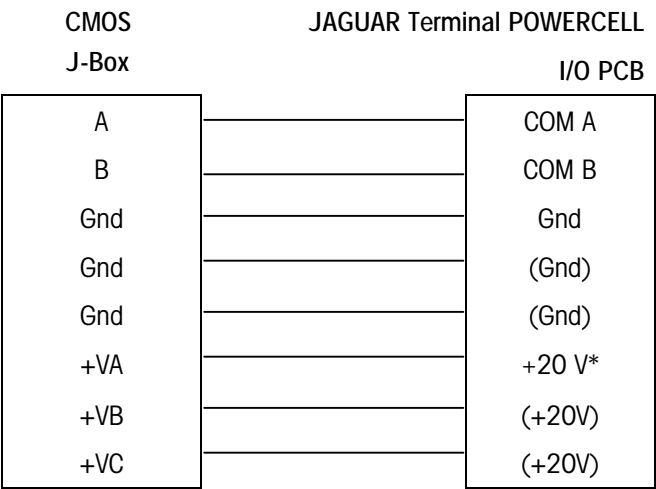 CMOS JAGUAR Terminal POWERCELL
J-Box I/O PCB
A COM A
B COM B
Gnd Gnd
Gnd (Gnd)
Gnd (Gnd)
+VA +20 V*
+VB (+20V)
+VC (+20V)